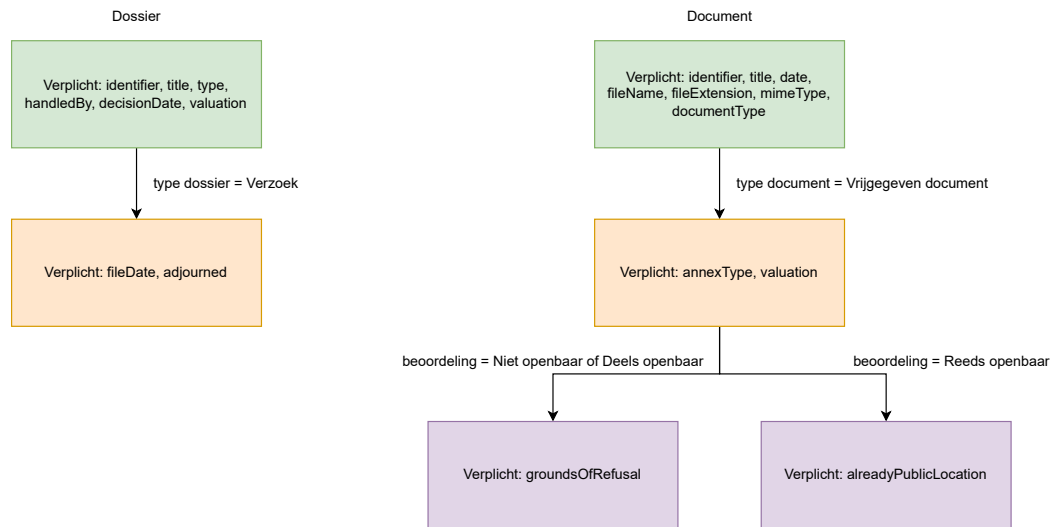 Dossier
Document
Verplicht: identifier, title, type,
handledBy, decisionDate, valuation
Verplicht: identifier, title, date,
fileName, fileExtension, mimeType,
documentType
type dossier = Verzoek
type document = Vrijgegeven document
Verplicht: fileDate, adjourned
Verplicht: annexType, valuation
beoordeling = Niet openbaar of Deels openbaar
beoordeling = Reeds openbaar
Verplicht: groundsOfRefusal
Verplicht: alreadyPublicLocation